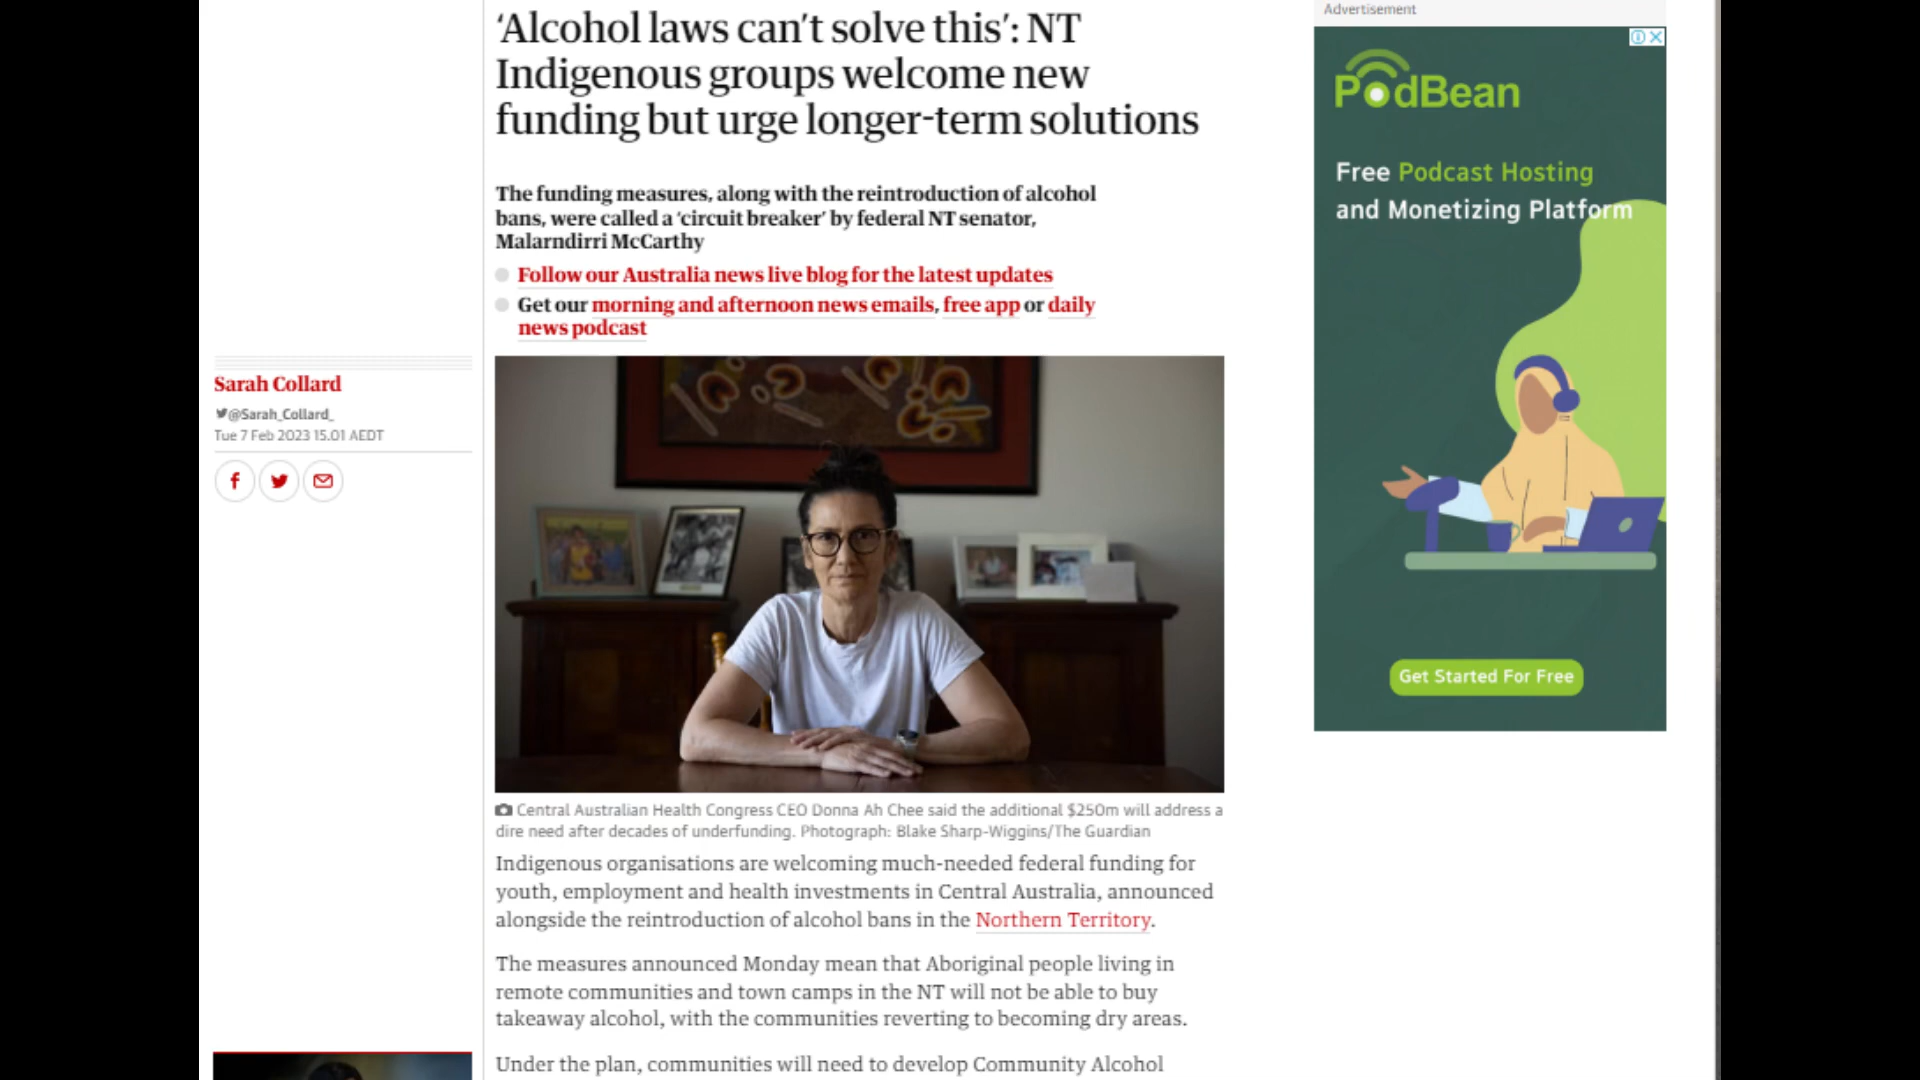 Advertisement
‘Alcohol laws can’t solve this’: NT
Indigenous groups welcome new
funding but urge longer-term solutions
The funding measures, along with the reintroduction of alcohol
bans, were called a ‘circuit breaker’ by federal NT senator,
Malarndirri McCarthy
Follow our Australia news live blog for the latest updates
Get our morning and afternoon news emails, free app or daily
news podcast
Sarah Collard
@Sarah_Collard_
Tue 7 Feb 2023 15.01 AEDT
Central Australian Health Congress CEO Donna Ah Chee said the additional $250m will address a
dire need after decades of underfunding. Photograph: Blake Sharp-Wiggins/The Guardian
Indigenous organisations are welcoming much-needed federal funding for
youth, employment and health investments in Central Australia, announced
alongside the reintroduction of alcohol bans in the Northern Territory.
The measures announced Monday mean that Aboriginal people living in
remote communities and town camps in the NT will not be able to buy
takeaway alcohol, with the communities reverting to becoming dry areas.
Under the plan, communities will need to develop Community Alcohol
PodBean
Free Podcast Hosting
and Monetizing Platform
Get Started For Free